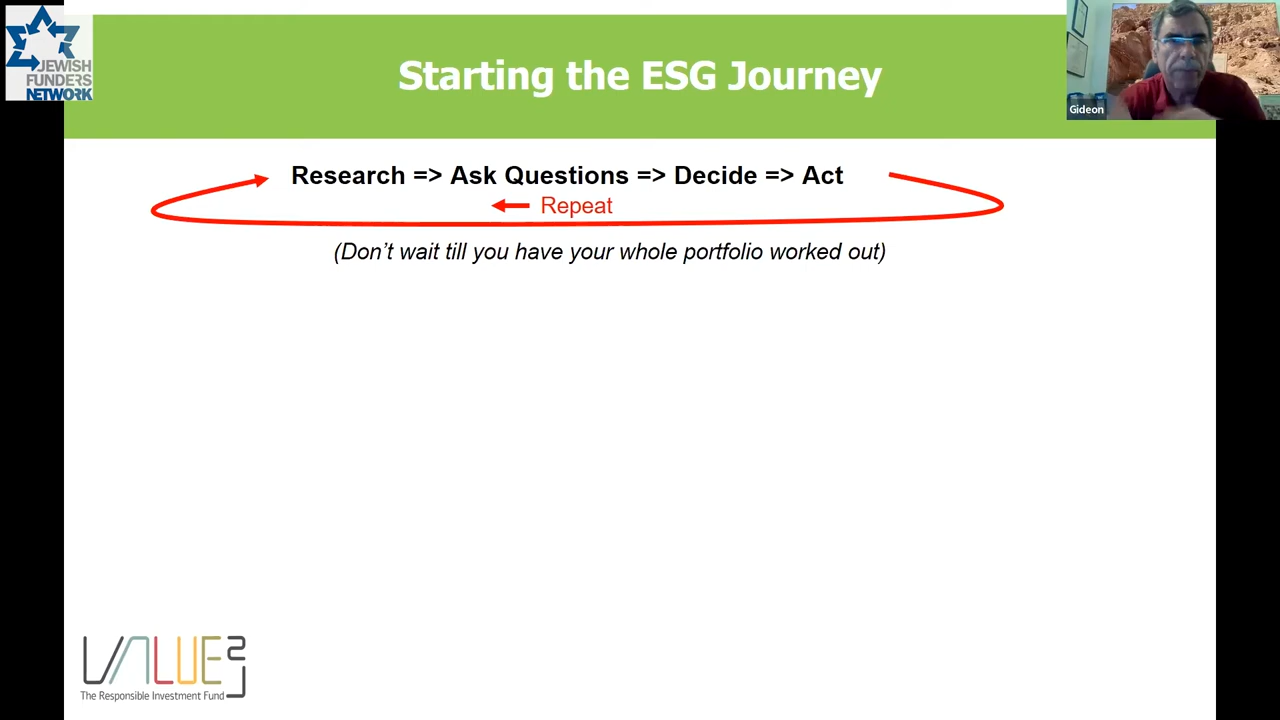 JEWISH
FUNDERS
NETWORK
Starting the ESG Journey
Gideon
Research => Ask Questions => Decide => Act
Repeat
(Don’t wait till you have your whole portfolio worked out)
VALUE²
The Responsible Investment Fund